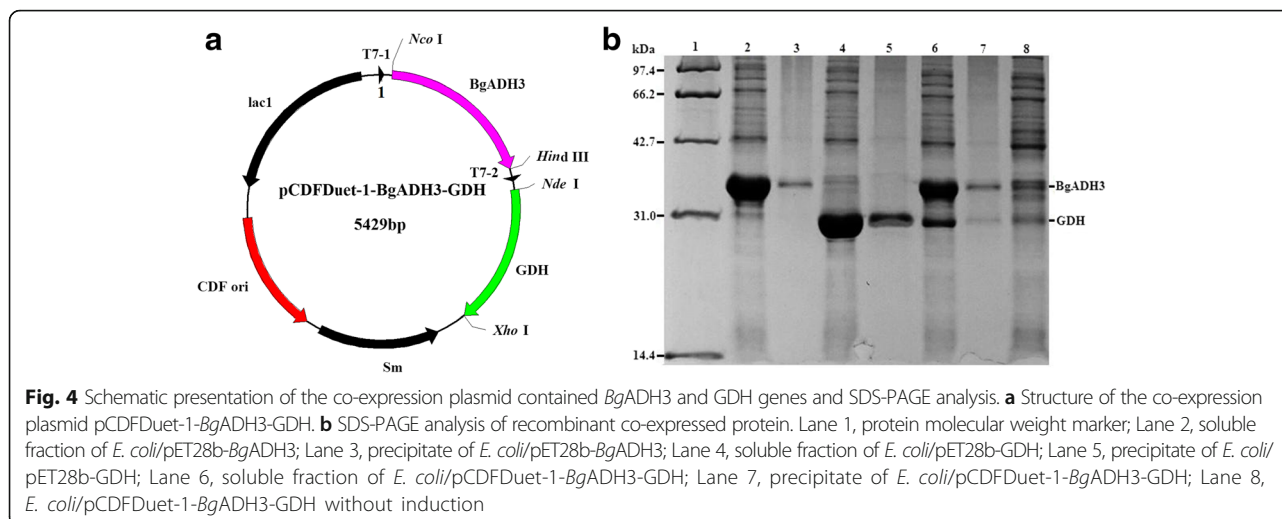 a
Nco I
T7-1
1
BgADH3
lac1
Hind III
T7-2
Nde I
pCDFDuet-1-BgADH3-GDH
5429bp
GDH
CDF ori
Xho I
Sm
b
kDa 1 2 3 4 5 6 7 8
97.4
66.2
42.7
31.0
14.4
BgADH3
GDH
Fig. 4 Schematic presentation of the co-expression plasmid contained BgADH3 and GDH genes and SDS-PAGE analysis. a Structure of the co-expression
plasmid pCDFDuet-1-BgADH3-GDH. b SDS-PAGE analysis of recombinant co-expressed protein. Lane 1, protein molecular weight marker; Lane 2, soluble
fraction of E. coli/pET28b-BgADH3; Lane 3, precipitate of E. coli/pET28b-BgADH3; Lane 4, soluble fraction of E. coli/pET28b-GDH; Lane 5, precipitate of E. coli/
pET28b-GDH; Lane 6, soluble fraction of E. coli/pCDFDuet-1-BgADH3-GDH; Lane 7, precipitate of E. coli/pCDFDuet-1-BgADH3-GDH; Lane 8,
E. coli/pCDFDuet-1-BgADH3-GDH without induction